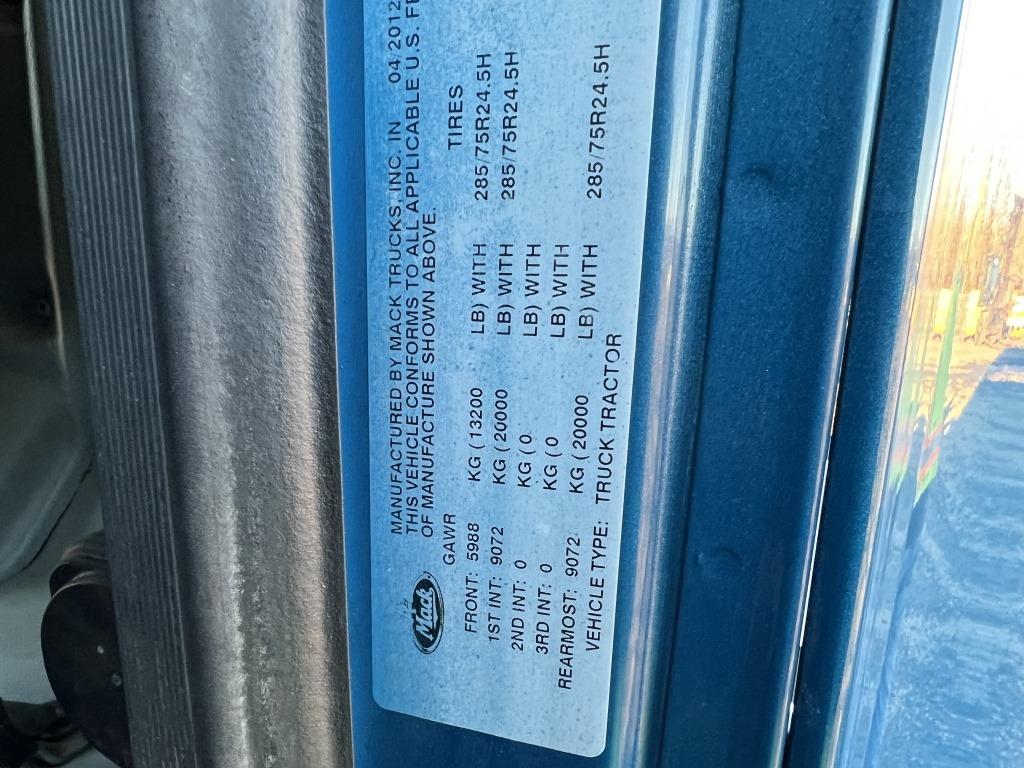 MANUFACTURED BY MACK TRUCKS, INC. IN 04/2012
THIS VEHICLE CONFORMS TO ALL APPLICABLE U.S.
OF MANUFACTURE SHOWN ABOVE.
Mack
GAWR TIRES
FRONT: 5988 KG ( 13200 LB) WITH 285/75R24.5H
1ST INT: 9072 KG ( 20000 LB) WITH 285/75R24.5H
2ND INT: 0 KG ( 0 LB) WITH
3RD INT: 0 KG ( 0 LB) WITH
REARMOST: 9072 KG ( 20000 LB) WITH 285/75R24.5H
VEHICLE TYPE: TRUCK TRACTOR